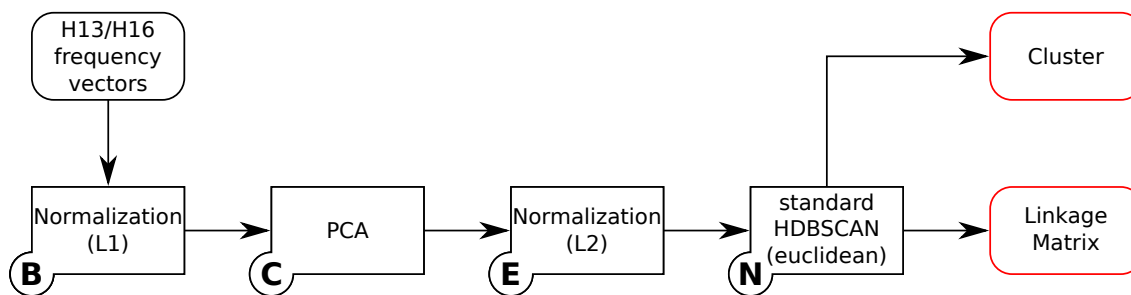 H13/H16
frequency
vectors
Cluster
Normalization
(L1)
B
PCA
C
Normalization
(L2)
E
standard
HDBSCAN
(euclidean)
N
Linkage
Matrix